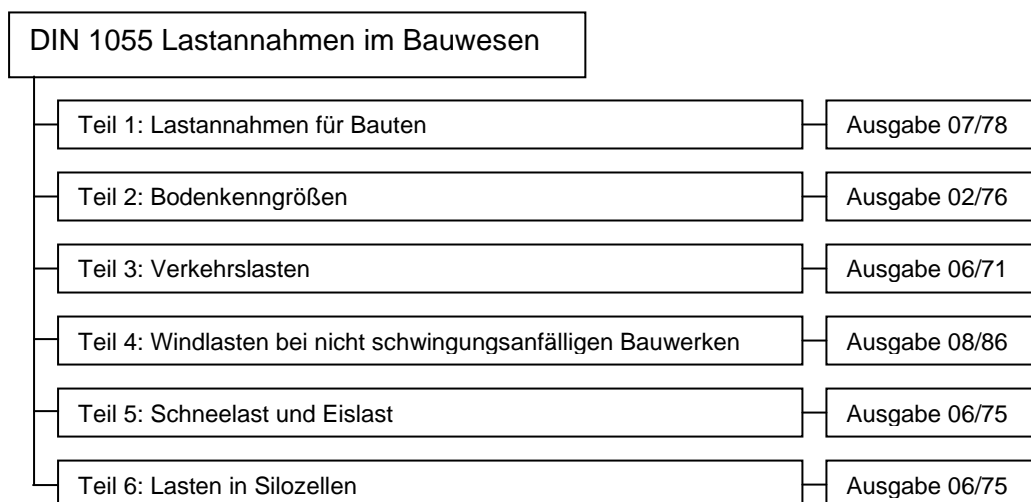 DIN 1055 Lastannahmen im Bauwesen
Teil 1: Lastannahmen für Bauten Ausgabe 07/78
Teil 2: Bodenkenngrößen Ausgabe 02/76
Teil 3: Verkehrslasten Ausgabe 06/71
Teil 4: Windlasten bei nicht schwingungsanfälligen Bauwerken Ausgabe 08/86
Teil 5: Schneelast und Eislast Ausgabe 06/75
Teil 6: Lasten in Silozellen Ausgabe 06/75